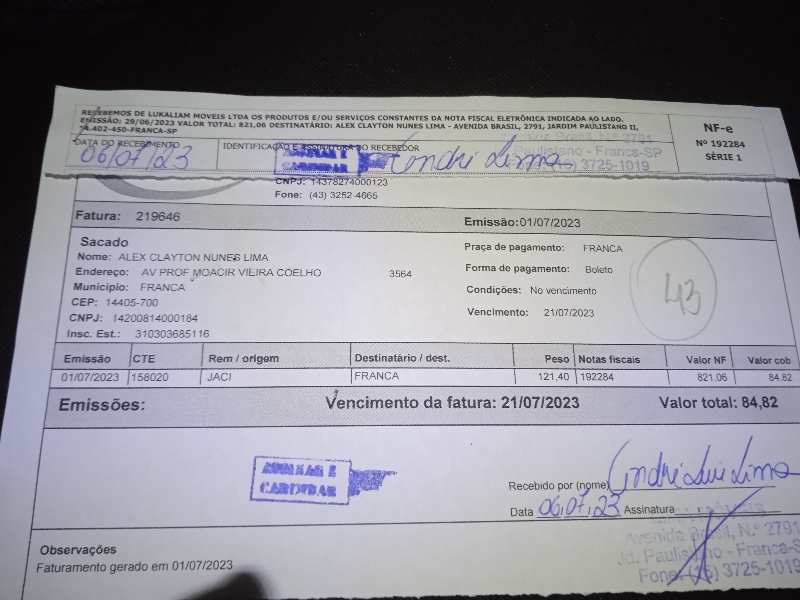 RECEBEMOS DE LUKALIAM MOVEIS LTDA OS PRODUTOS E/OU SERVIÇOS CONSTANTES DA NOTA FISCAL ELETRÔNICA INDICADA AO LADO.
EMISSÃO: 29/06/2023 VALOR TOTAL: 821,06 DESTINATÁRIO: ALEX CLAYTON NUNES LIMA - AVENIDA BRASIL, 2791, JARDIM PAULISTANO II,
14.402-450-FRANCA-SP
NF-e
Nº 192284
SÉRIE 1
DATA DO RECEBIMENTO
06/07/23
IDENTIFICAÇÃO E ASSINATURA DO RECEBEDOR
André Lima
Brasil, N.º 2791
Paulistano - Franca-SP
3725-1019
CNPJ: 14378274000123
Fone: (43) 3252-4665
Fatura: 219646
Emissão:01/07/2023
Sacado
Nome: ALEX CLAYTON NUNES LIMA
Endereço: AV PROF MOACIR VIEIRA COELHO 3564
Município: FRANCA
CEP: 14405-700
CNPJ: 14200814000184
Insc. Est.: 310303685116
Praça de pagamento: FRANCA
Forma de pagamento: Boleto
Condições: No vencimento
Vencimento: 21/07/2023
43
Emissão CTE Rem / origem Destinatário / dest. Peso Notas fiscais Valor NF Valor cob
01/07/2023 158020 JACI FRANCA 121,40 192284 821,06 84,82
Emissões: Vencimento da fatura: 21/07/2023 Valor total: 84,82
Recebido por (nome) André Luis Lima
Data 06,07,23 Assinatura
Avenida Brasil, N.º 2791
Jd. Paulistano - Franca-SP
Fone: (16) 3725-1019
Observações
Faturamento gerado em 01/07/2023